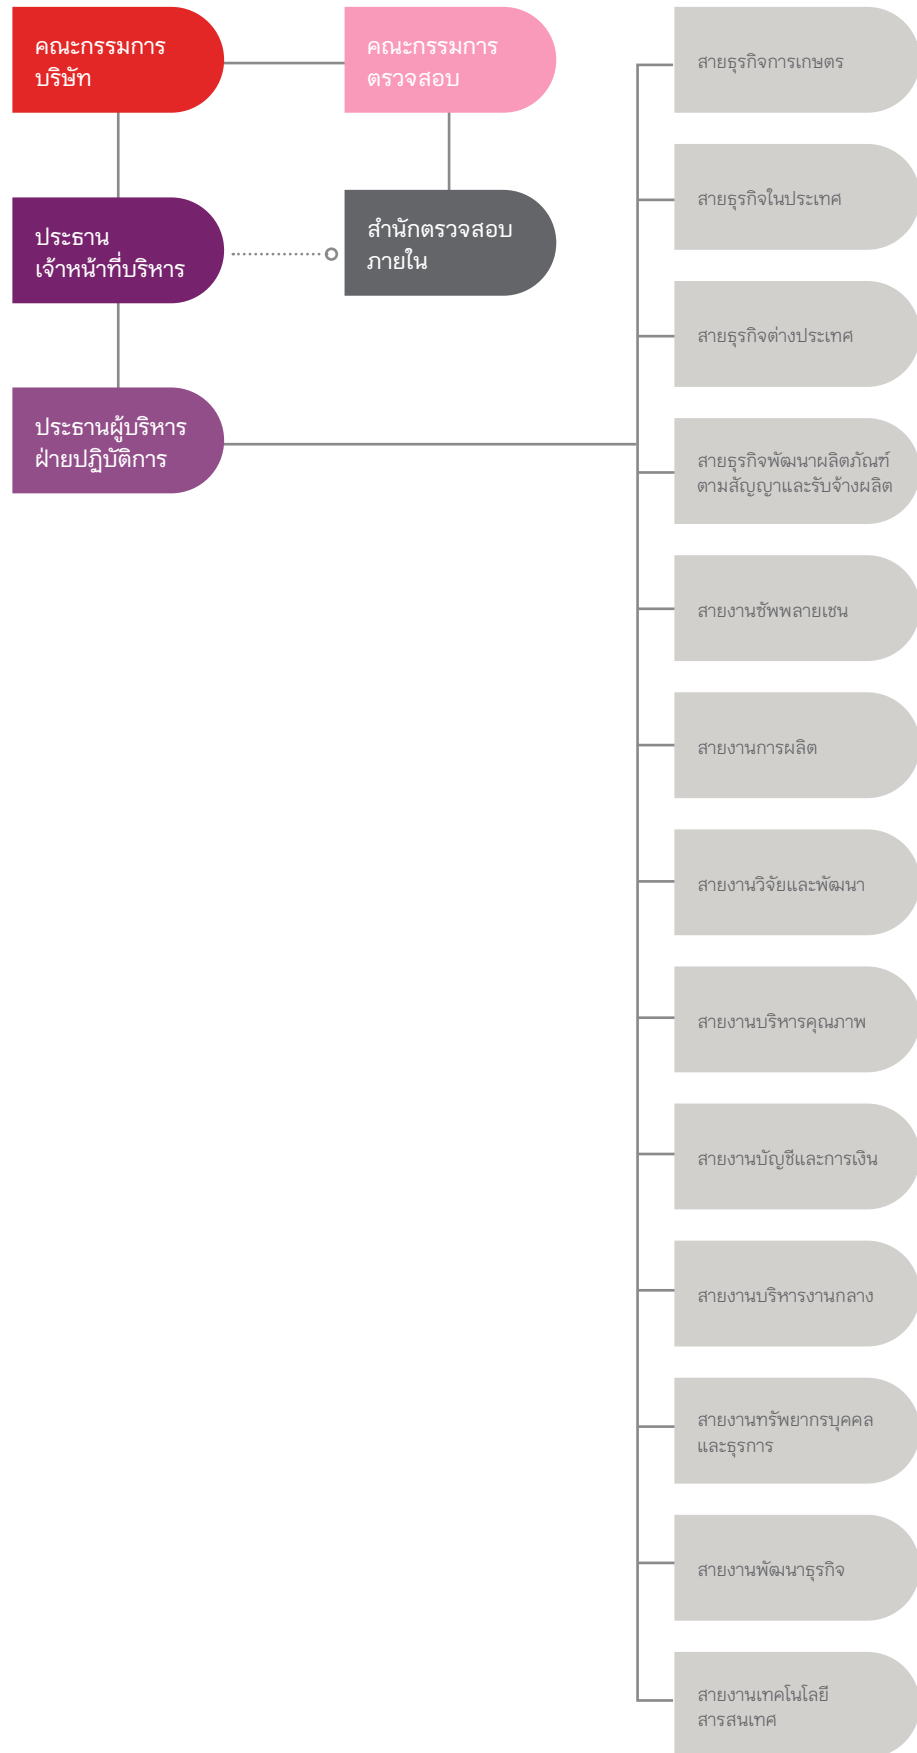 คณะกรรมการ
บริษัท
คณะกรรมการ
ตรวจสอบ
ประธาน
เจ้าหน้าที่บริหาร
สำนักตรวจสอบ
ภายใน
ประธานผู้บริหาร
ฝ่ายปฏิบัติการ
สายธุรกิจการเกษตร
สายธุรกิจในประเทศ
สายธุรกิจต่างประเทศ
สายธุรกิจพัฒนาผลิตภัณฑ์
ตามสัญญาและรับจ้างผลิต
สายงานซัพพลายเชน
สายงานการผลิต
สายงานวิจัยและพัฒนา
สายงานบริหารคุณภาพ
สายงานบัญชีและการเงิน
สายงานบริหารงานกลาง
สายงานทรัพยากรบุคคล
และธุรการ
สายงานพัฒนาธุรกิจ
สายงานเทคโนโลยี
สารสนเทศ